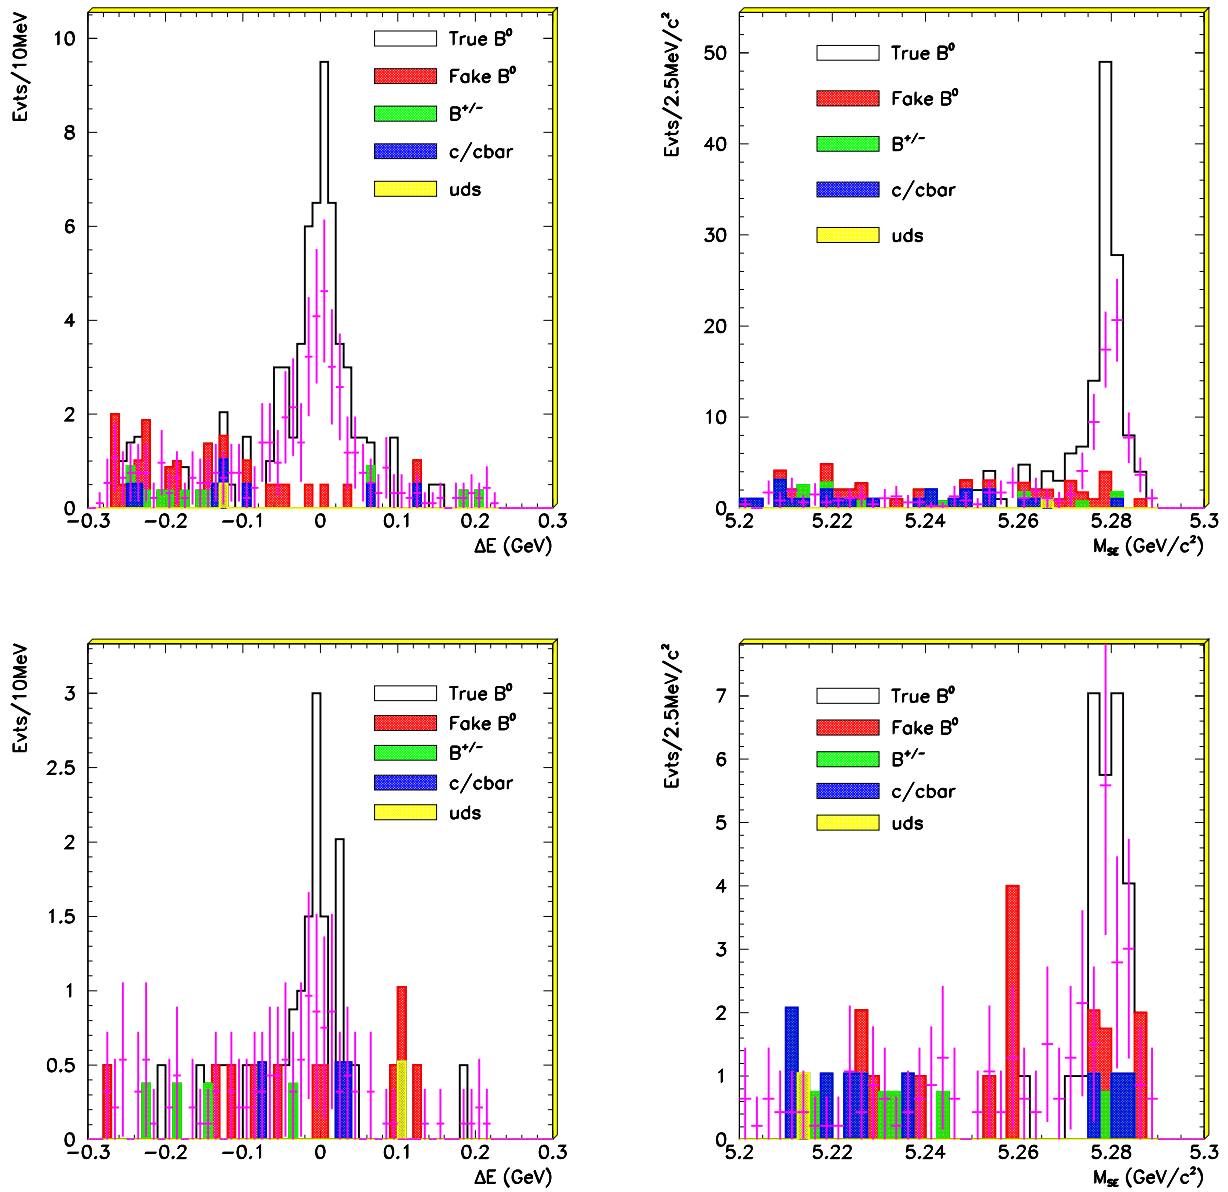 Evts/10MeV
10
8
6
4
2
0
True B⁰
Fake B⁰
B⁺/⁻
c/cbar
uds
−0.3 −0.2 −0.1 0 0.1 0.2 0.3
ΔE (GeV)
Evts/2.5MeV/c²
50
40
30
20
10
0
True B⁰
Fake B⁰
B⁺/⁻
c/cbar
uds
5.2 5.22 5.24 5.26 5.28 5.3
M_SE (GeV/c²)
Evts/10MeV
3
2.5
2
1.5
1
0.5
0
True B⁰
Fake B⁰
B⁺/⁻
c/cbar
uds
−0.3 −0.2 −0.1 0 0.1 0.2 0.3
ΔE (GeV)
Evts/2.5MeV/c²
7
6
5
4
3
2
1
0
True B⁰
Fake B⁰
B⁺/⁻
c/cbar
uds
5.2 5.22 5.24 5.26 5.28 5.3
M_SE (GeV/c²)